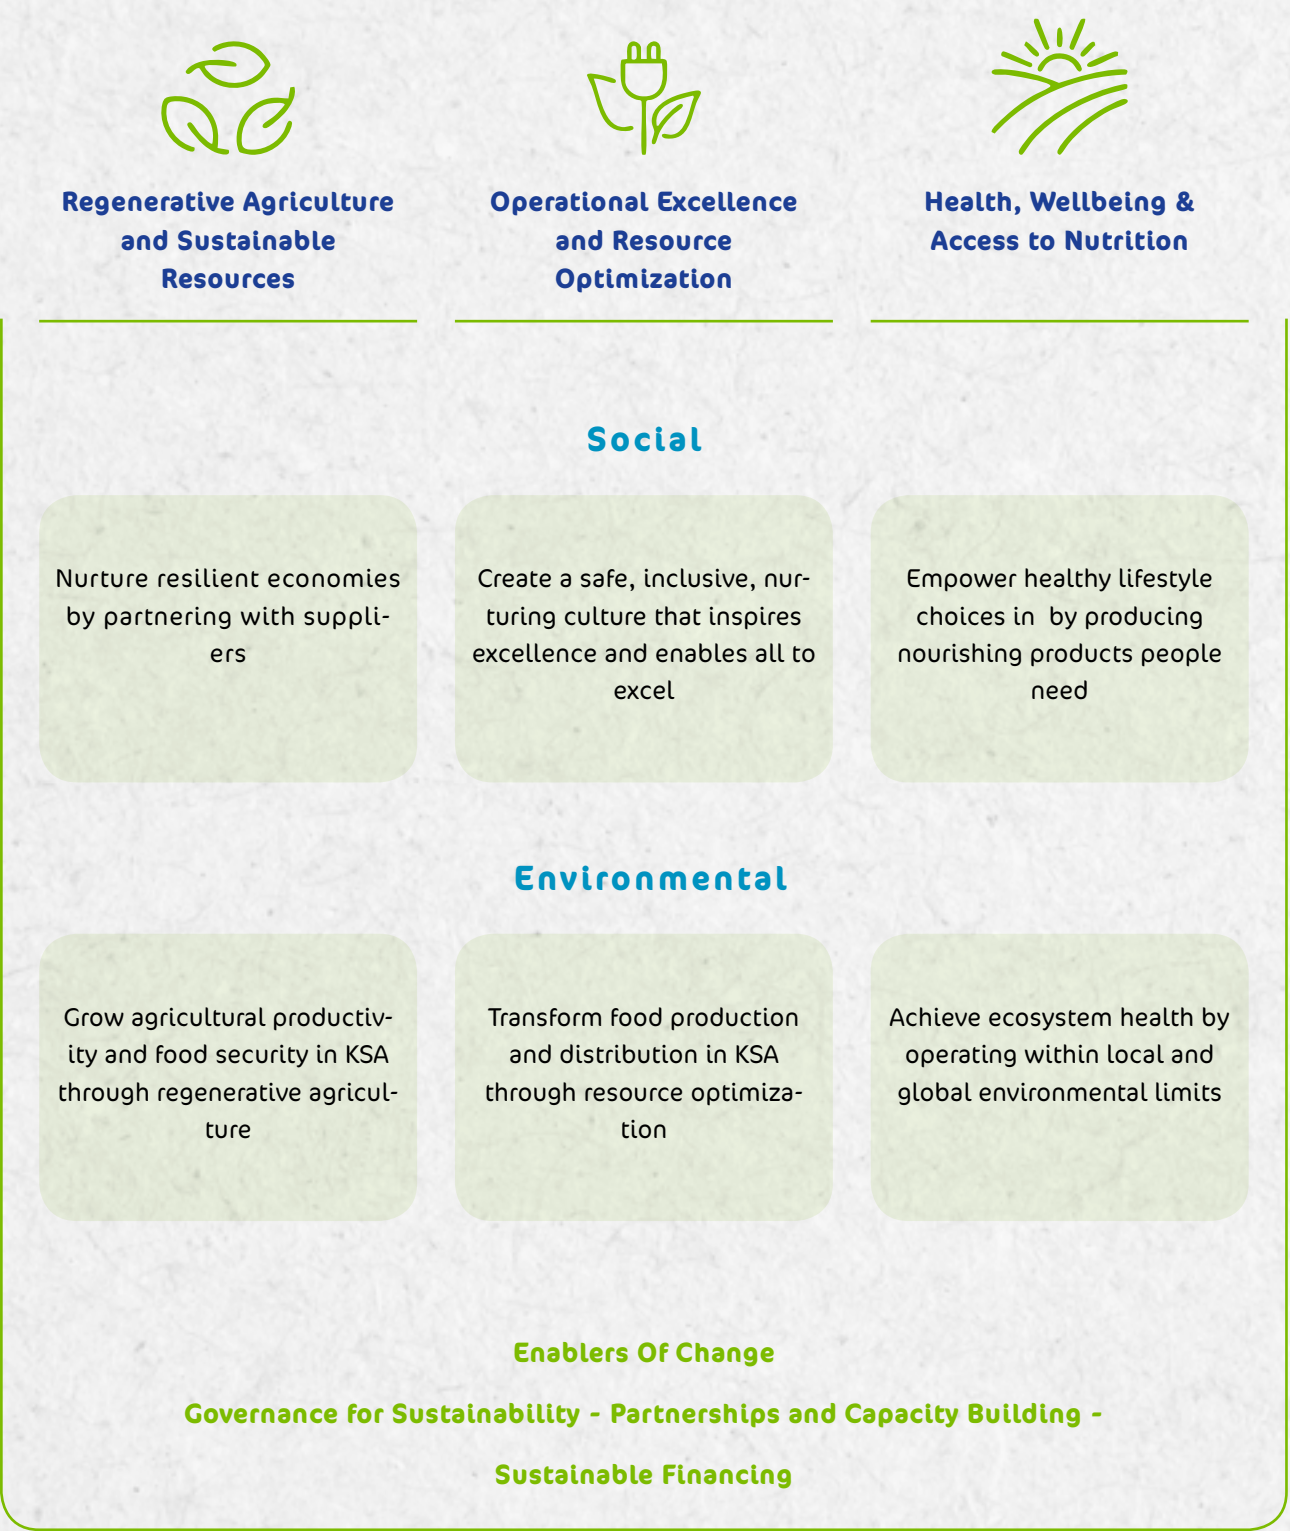 Regenerative Agriculture
and Sustainable
Resources
Operational Excellence
and Resource
Optimization
Health, Wellbeing &
Access to Nutrition
Social
Nurture resilient economies
by partnering with suppli-
ers
Create a safe, inclusive, nur-
turing culture that inspires
excellence and enables all to
excel
Empower healthy lifestyle
choices in  by producing
nourishing products people
need
Environmental
Grow agricultural productiv-
ity and food security in KSA
through regenerative agricul-
ture
Transform food production
and distribution in KSA
through resource optimiza-
tion
Achieve ecosystem health by
operating within local and
global environmental limits
Enablers Of Change
Governance for Sustainability - Partnerships and Capacity Building -
Sustainable Financing